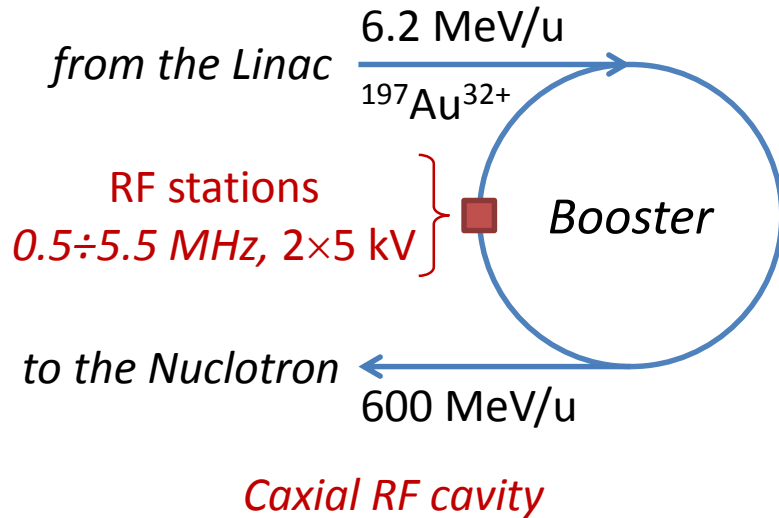 6.2 MeV/u
from the Linac
¹⁹⁷Au³²⁺
RF stations
0.5÷5.5 MHz, 2×5 kV
Booster
to the Nuclotron
600 MeV/u
Caxial RF cavity